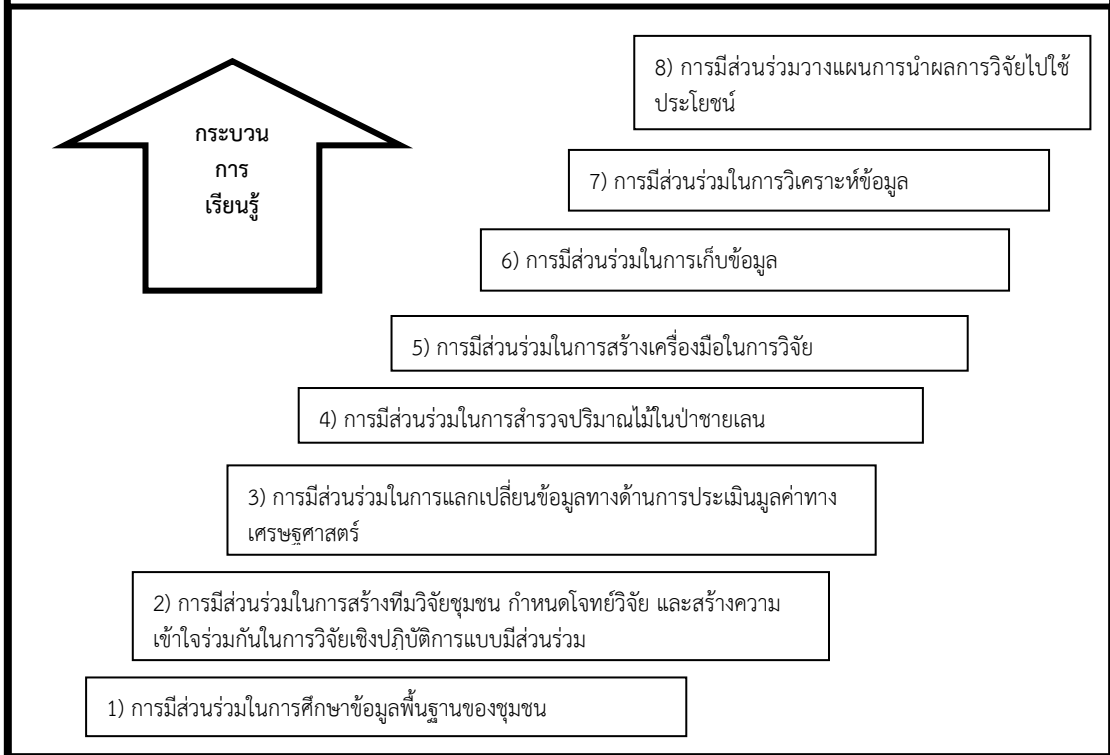 กระบวน
การ
เรียนรู้
8) การมีส่วนร่วมวางแผนการนำผลการวิจัยไปใช้
ประโยชน์
7) การมีส่วนร่วมในการวิเคราะห์ข้อมูล
6) การมีส่วนร่วมในการเก็บข้อมูล
5) การมีส่วนร่วมในการสร้างเครื่องมือในการวิจัย
4) การมีส่วนร่วมในการสำรวจปริมาณไม้ในป่าชายเลน
3) การมีส่วนร่วมในการแลกเปลี่ยนข้อมูลทางด้านการประเมินมูลค่าทาง
เศรษฐศาสตร์
2) การมีส่วนร่วมในการสร้างทีมวิจัยชุมชน กำหนดโจทย์วิจัย และสร้างความ
เข้าใจร่วมกันในการวิจัยเชิงปฏิบัติการแบบมีส่วนร่วม
1) การมีส่วนร่วมในการศึกษาข้อมูลพื้นฐานของชุมชน